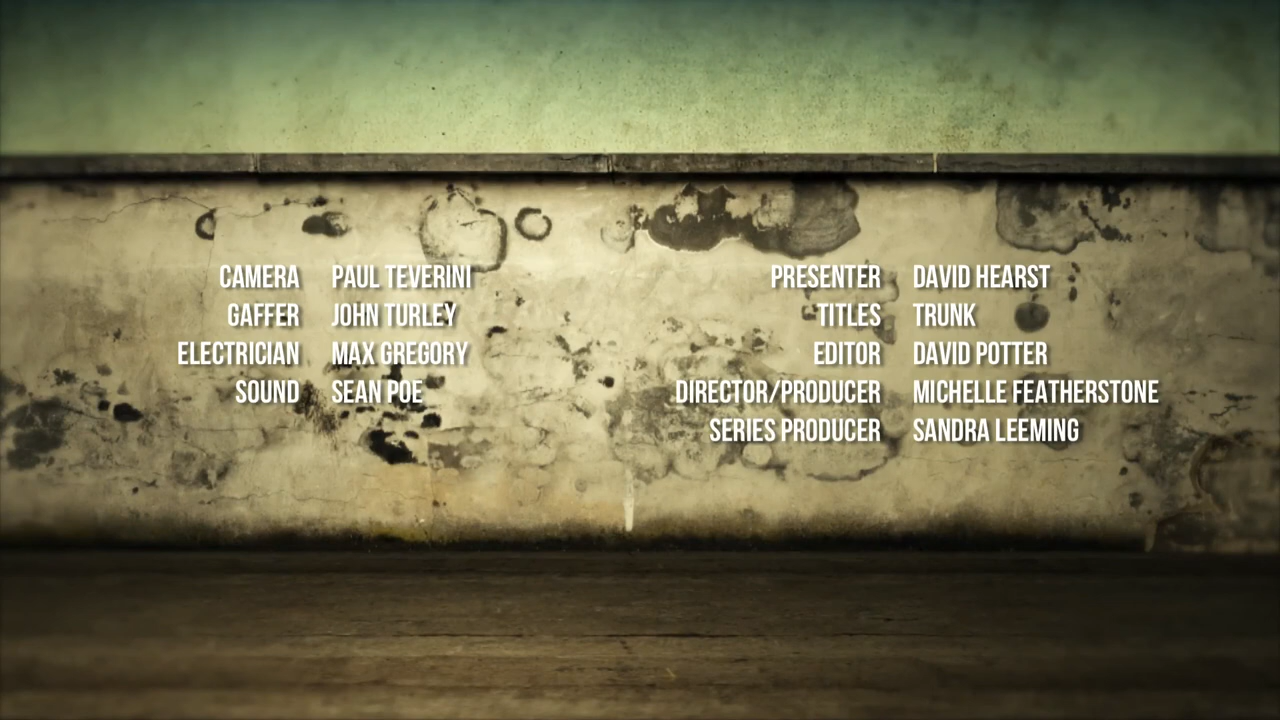 CAMERA PAUL TEVERINI
GAFFER JOHN TURLEY
ELECTRICIAN MAX GREGORY
SOUND SEAN POE
PRESENTER DAVID HEARST
TITLES TRUNK
EDITOR DAVID POTTER
DIRECTOR/PRODUCER MICHELLE FEATHERSTONE
SERIES PRODUCER SANDRA LEEMING